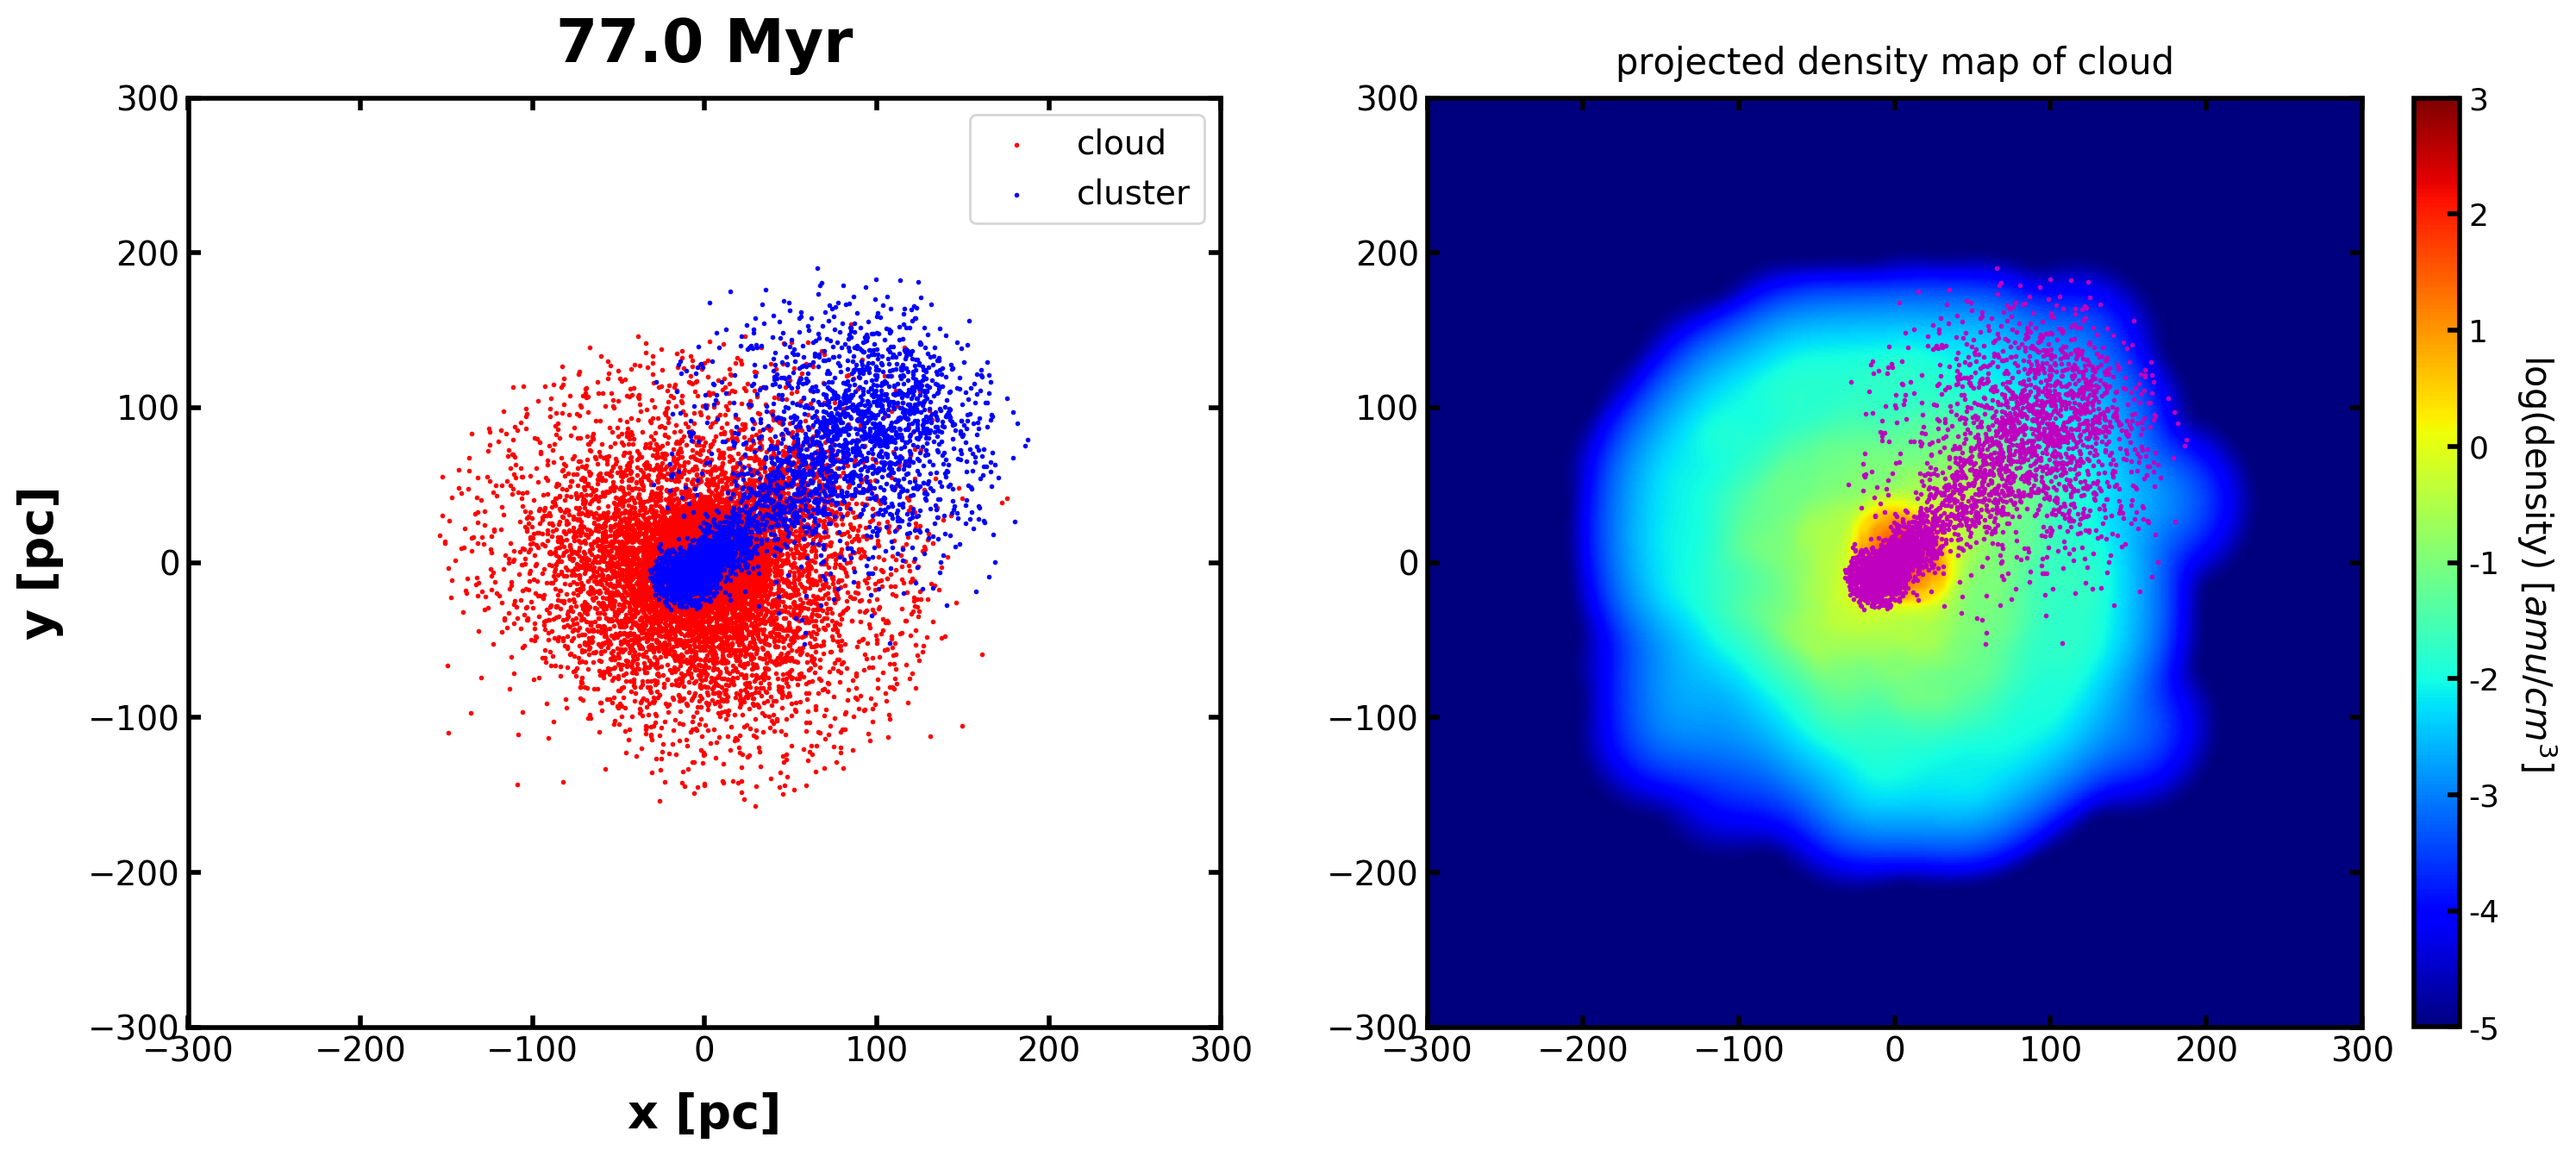 77.0 Myr
projected density map of cloud
cloud
cluster
300
200
100
0
−100
−200
−300
y [pc]
−300 −200 −100 0 100 200 300
x [pc]
300
200
100
0
−100
−200
−300
−300 −200 −100 0 100 200 300
3
2
1
0
-1
-2
-3
-4
-5
log(density) [amu/cm³]